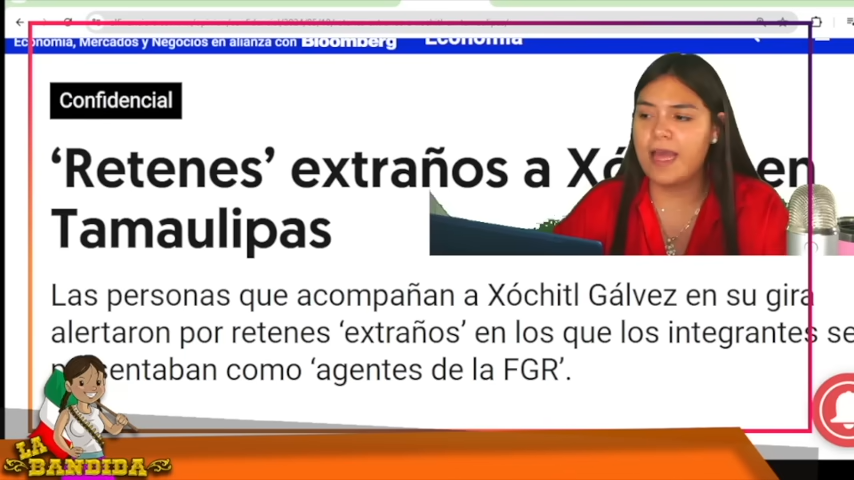 Economía, Mercados y Negocios en alianza con Bloomberg Economía
Confidencial
‘Retenes’ extraños a en
Tamaulipas
Las personas que acompañan a Xóchitl Gálvez en su gira
alertaron por retenes ‘extraños’ en los que los integrantes se
entaban como ‘agentes de la FGR’.
LA
BANDIDA